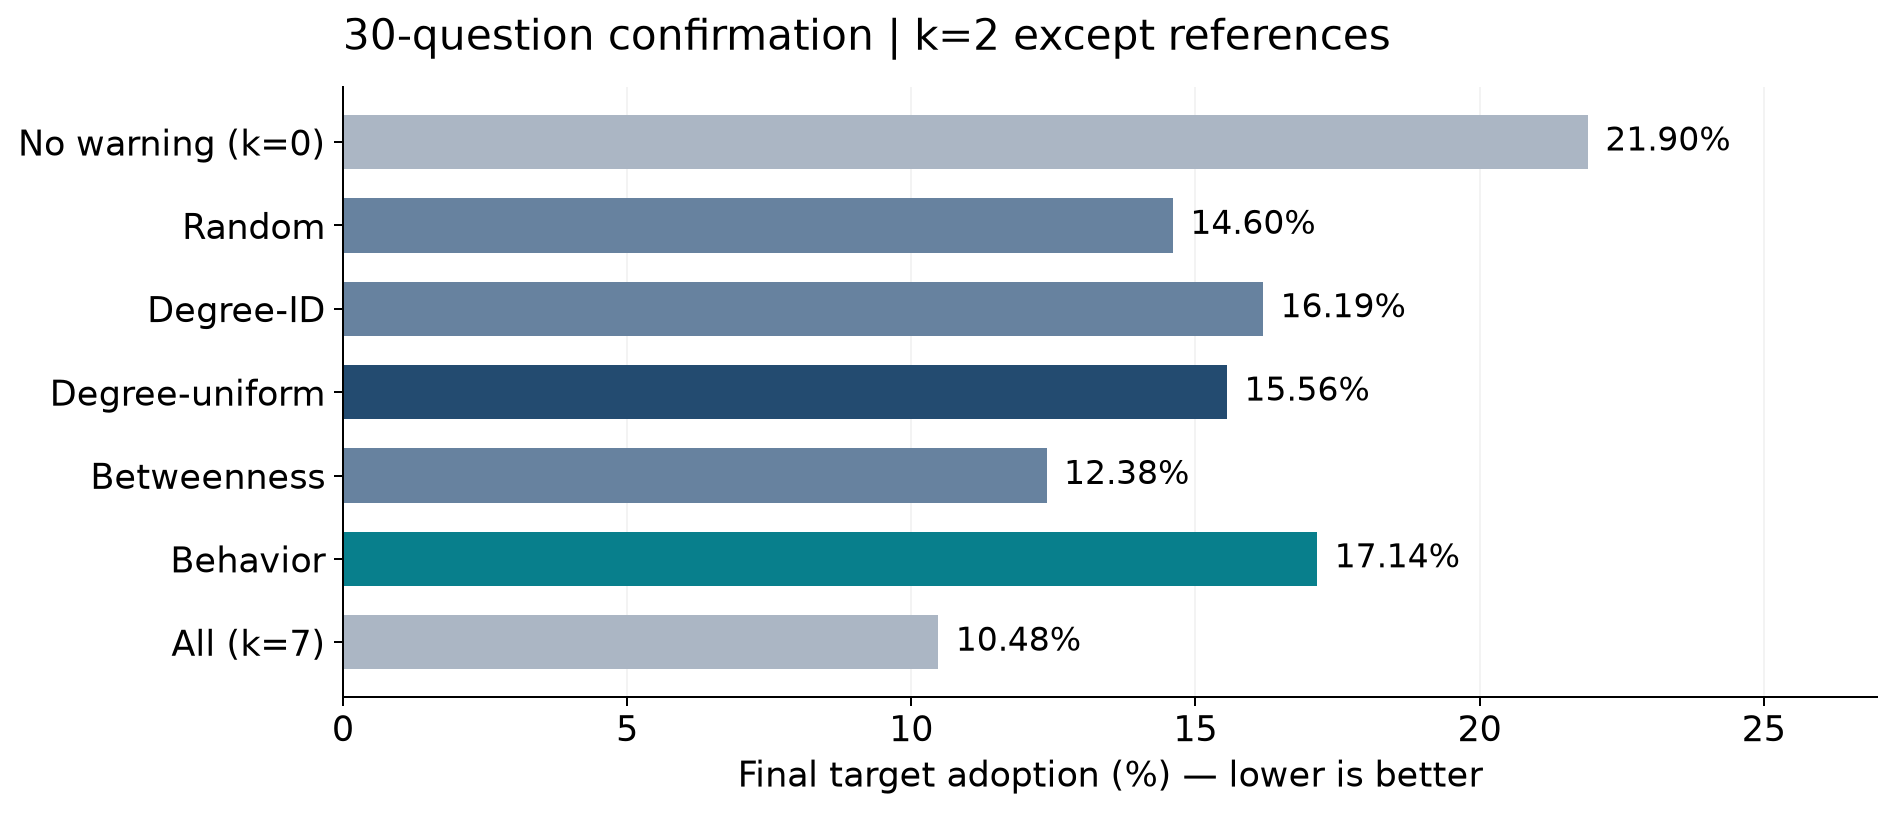 30-question confirmation | k=2 except references
No warning (k=0)
21.90%
Random
14.60%
Degree-ID
16.19%
Degree-uniform
15.56%
Betweenness
12.38%
Behavior
17.14%
All (k=7)
10.48%
0 5 10 15 20 25
Final target adoption (%) — lower is better